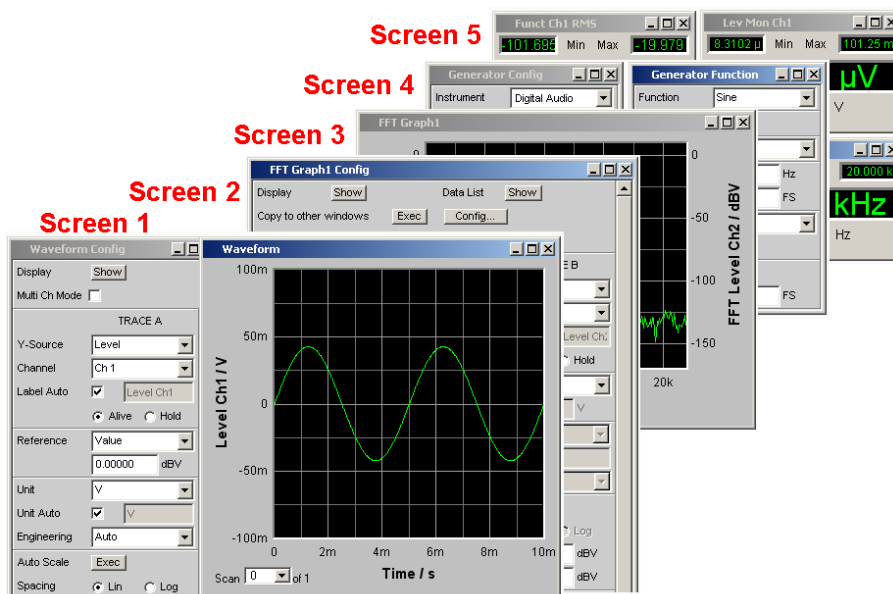 Screen 5
Funct Ch1 RMS
-101.695 Min Max -19.979
Lev Mon Ch1
8.3102 µ Min Max 101.25 m
µV
V
20.000 k
kHz
Hz
Screen 4
Generator Config
Instrument Digital Audio
Generator Function
Function Sine
Hz
FS
FS
Screen 3
FFT Graph1
0
0
-50
-100
-150
FFT Level Ch2 / dBV
20k
Screen 2
FFT Graph1 Config
Display Show Data List Show
Copy to other windows Exec Config...
E B
Level Ch2
Hold
V
Log
dBV
dBV
Screen 1
Waveform Config
Display Show
Multi Ch Mode
TRACE A
Y-Source Level
Channel Ch 1
Label Auto Level Ch1
Alive Hold
Reference Value
0.00000 dBV
Unit V
Unit Auto V
Engineering Auto
Auto Scale Exec
Spacing Lin Log
Waveform
100m
50m
0
-50m
-100m
Level Ch1 / V
0 2m 4m 6m 8m 10m
Time / s
Scan 0 of 1